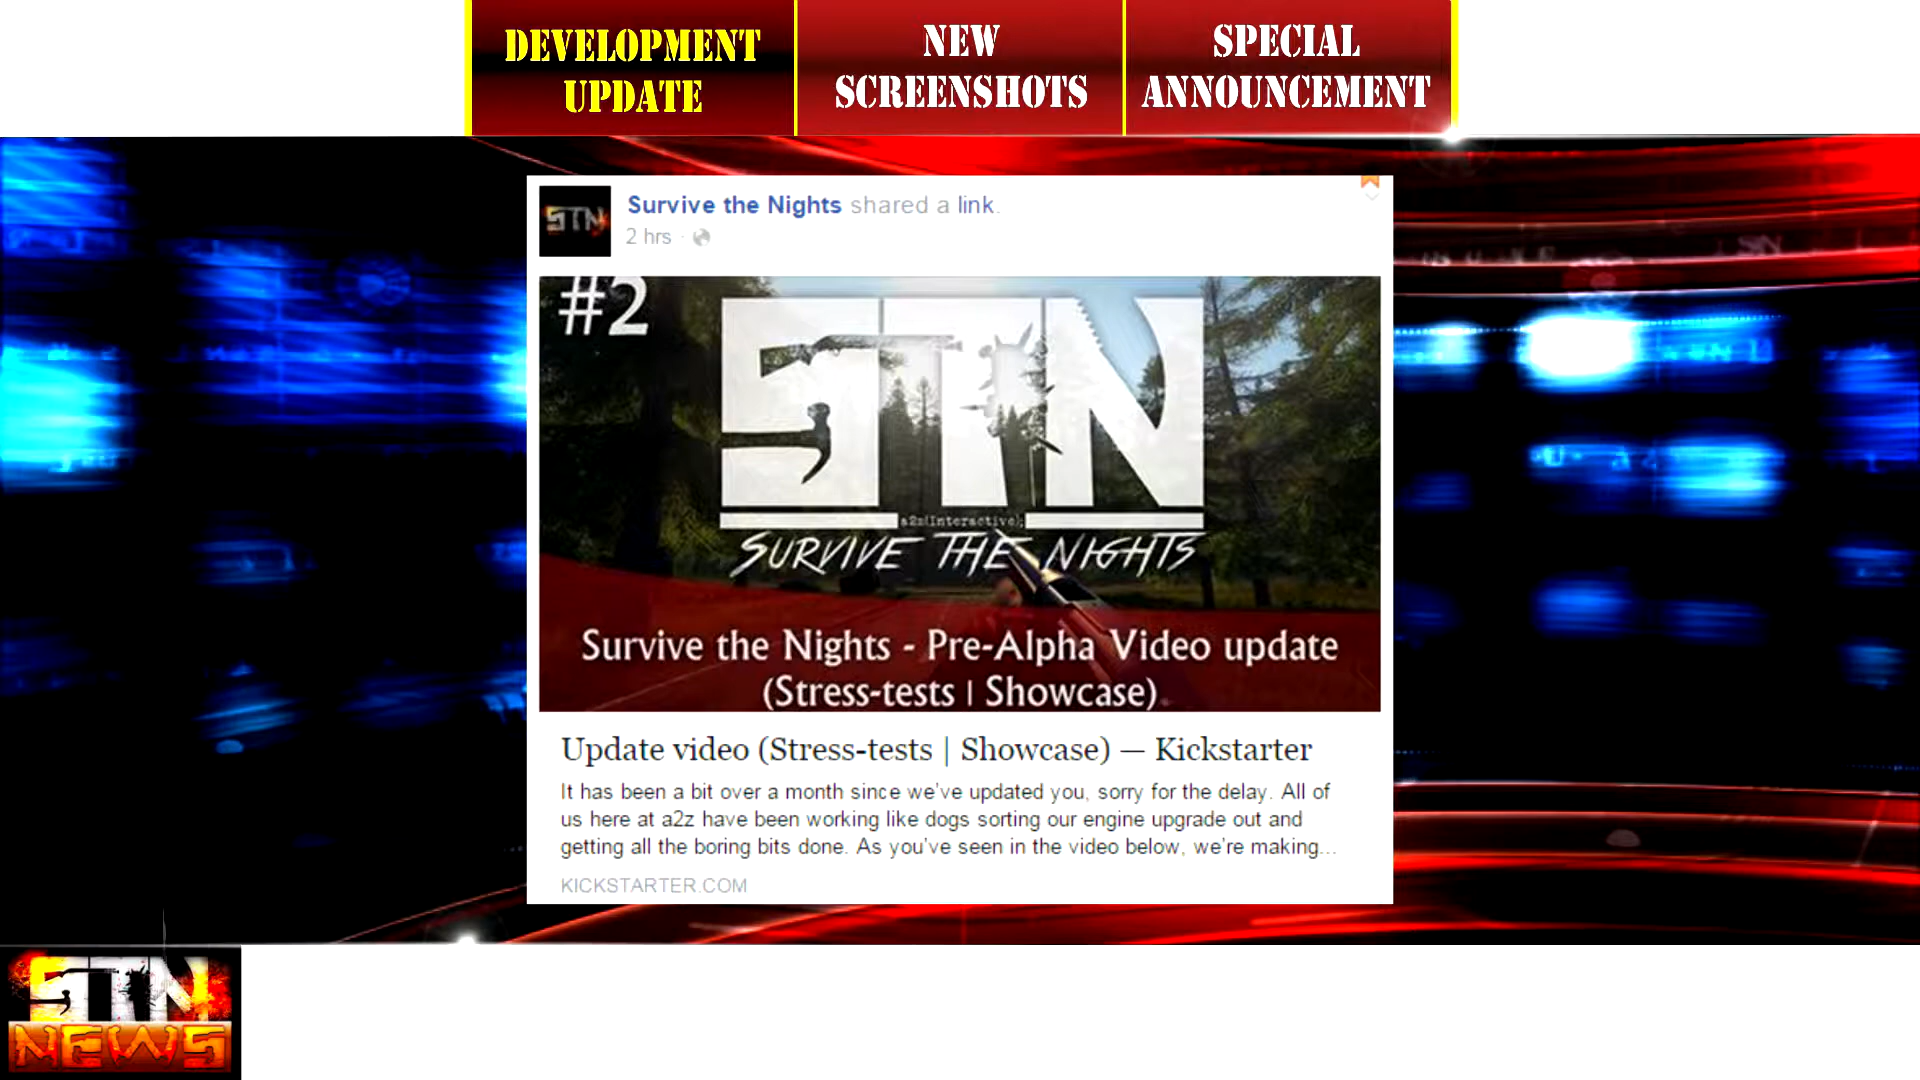 DEVELOPMENT
UPDATE
NEW
SCREENSHOTS
SPECIAL
ANNOUNCEMENT
STN
Survive the Nights shared a link.
2 hrs ·
#2
STN
a2z(Interactive);
SURVIVE THE NIGHTS
Survive the Nights - Pre-Alpha Video update
(Stress-tests | Showcase)
Update video (Stress-tests | Showcase) — Kickstarter
It has been a bit over a month since we've updated you, sorry for the delay. All of
us here at a2z have been working like dogs sorting our engine upgrade out and
getting all the boring bits done. As you've seen in the video below, we're making...
KICKSTARTER.COM
STN
NEWS